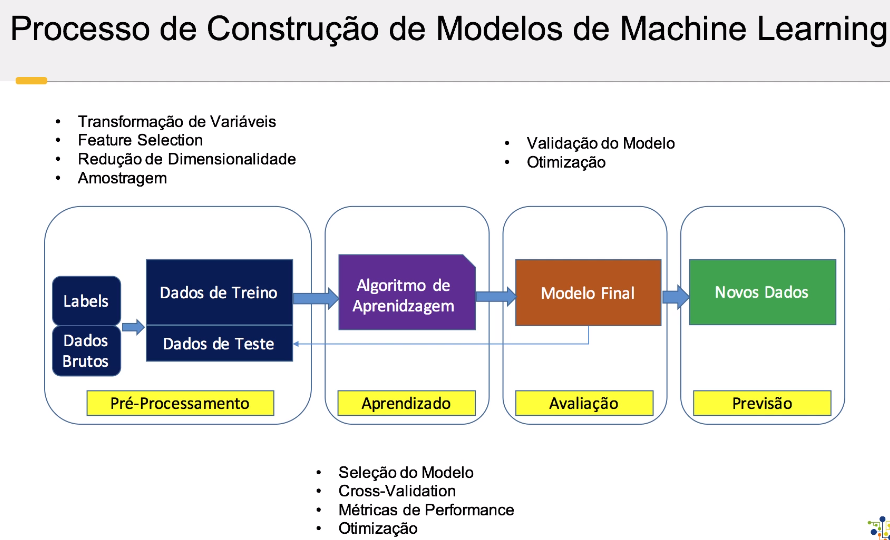 Processo de Construção de Modelos de Machine Learning
• Transformação de Variáveis
• Feature Selection
• Redução de Dimensionalidade
• Amostragem
• Validação do Modelo
• Otimização
Labels
Dados
Brutos
Dados de Treino
Dados de Teste
Algoritmo de
Aprenidzagem
Modelo Final
Novos Dados
Pré-Processamento
Aprendizado
Avaliação
Previsão
• Seleção do Modelo
• Cross-Validation
• Métricas de Performance
• Otimização